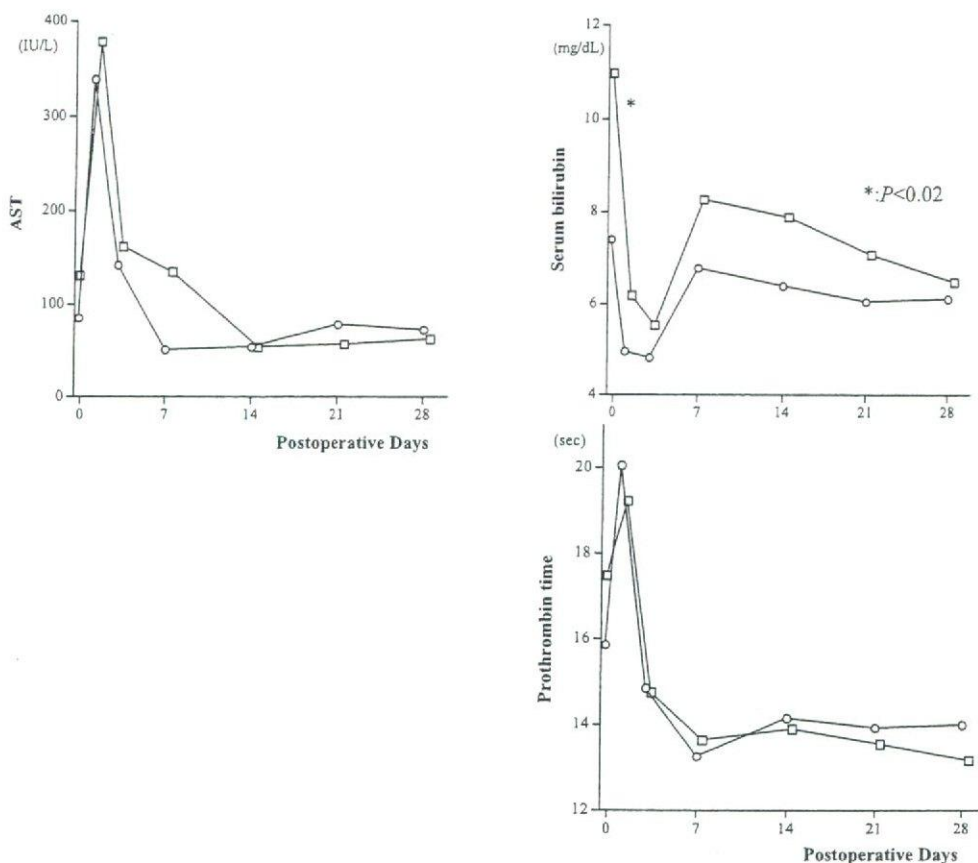 400
(IU/L)
300
200
100
0
AST
0 7 14 21 28
Postoperative Days
12
(mg/dL)
10
8
6
4
Serum bilirubin
*
*:P<0.02
0 7 14 21 28
(sec)
20
18
16
14
12
Prothrombin time
0 7 14 21 28
Postoperative Days